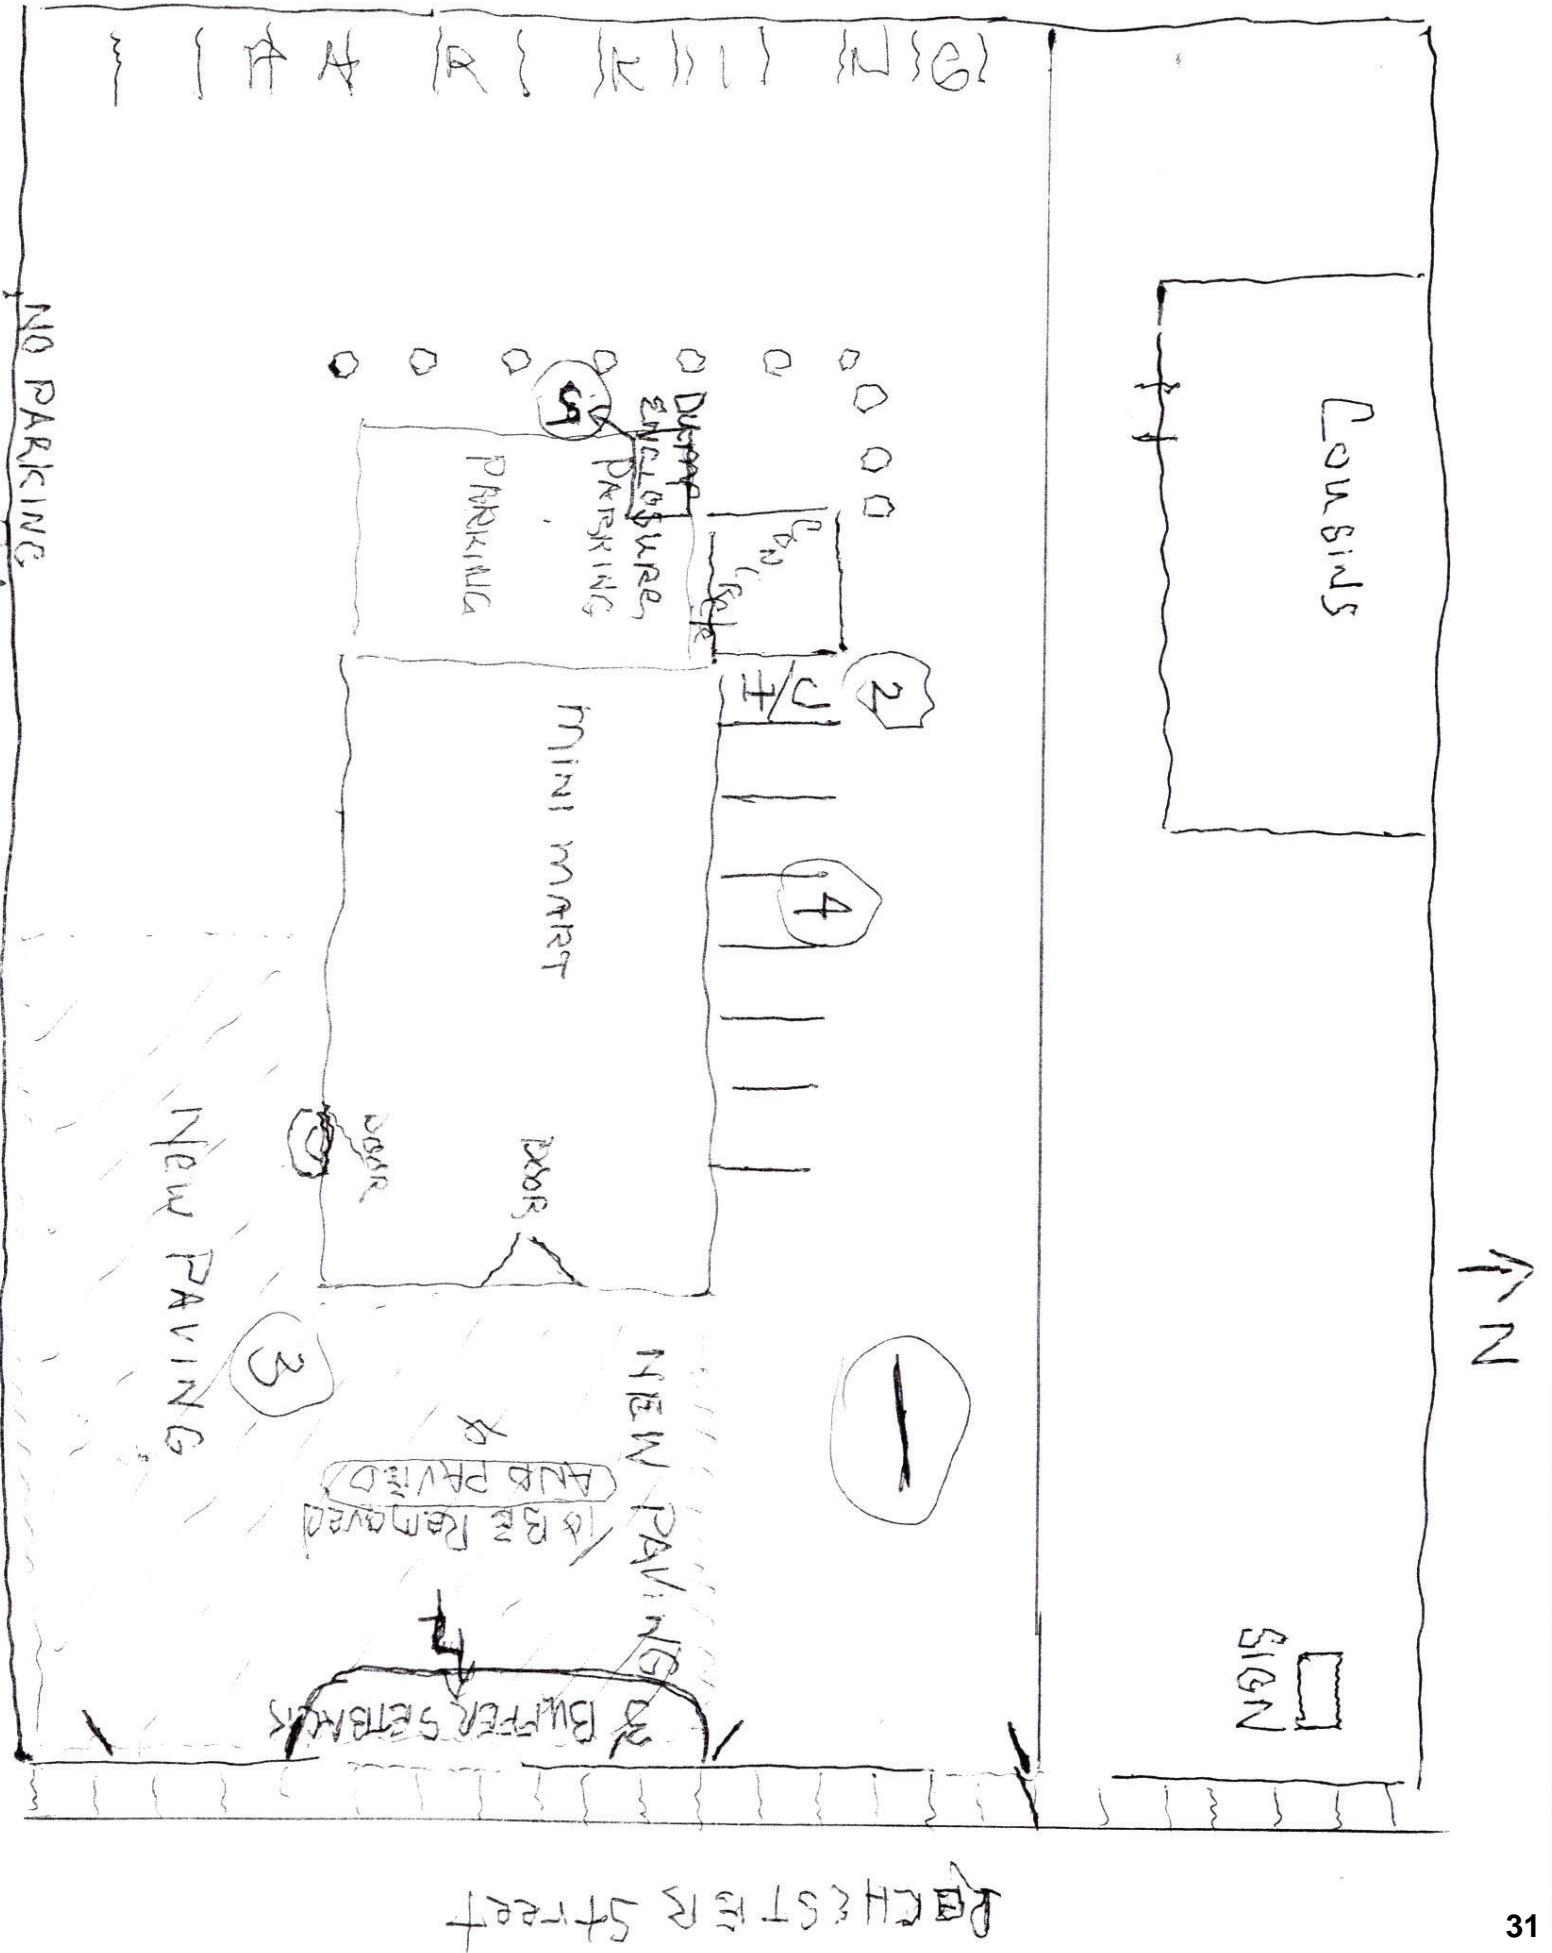 PARKING
NO PARKING
Cousins
5
ENCLOSURE
PARKING
PARKING
H/C
2
MINI MART
4
DOOR
DOOR
N
NEW PAVING
3
NEW PAVING
1
TO BE Removed
AND PAVED
SIGN
BUFFER SETBACK
ROCHESTER Street
31